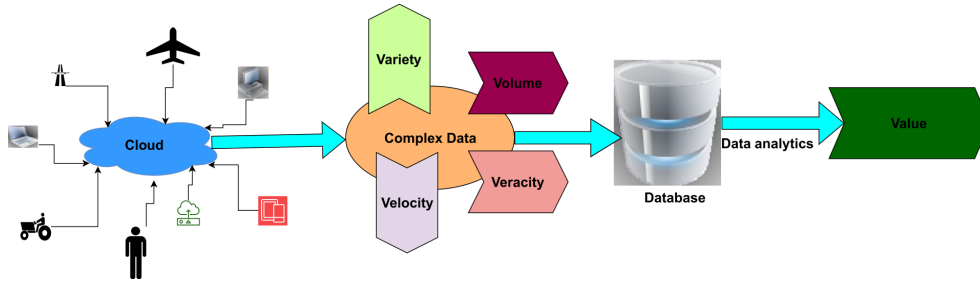 Variety
Volume
Cloud
Complex Data
Value
Data analytics
Veracity
Velocity
Database